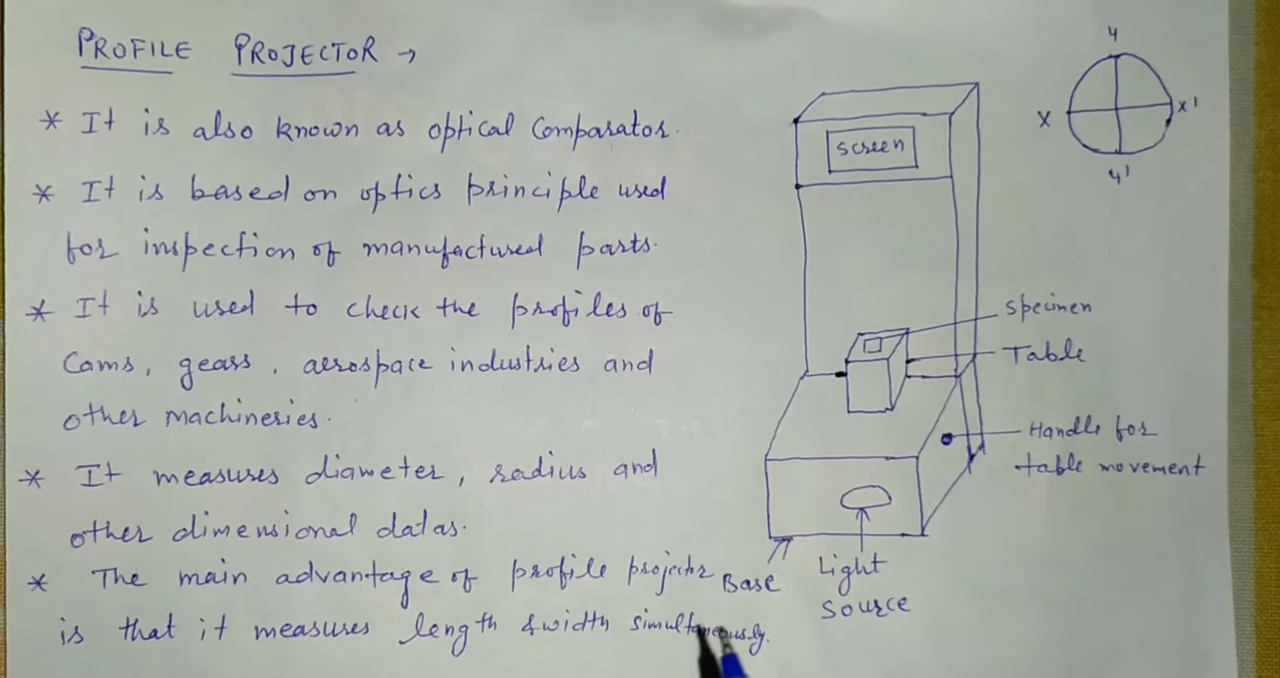 PROFILE PROJECTOR →
* It is also known as optical Comparator.
* It is based on optics principle used
for inspection of manufactured parts.
* It is used to check the profiles of
Cams, gears, aerospace industries and
other machineries.
* It measures diameter, radius and
other dimensional datas.
* The main advantage of profile projector
is that it measures length & width simultaneously.
Screen
Specimen
Table
Handle for
table movement
Base
Light
Source
y
x
x'
y'